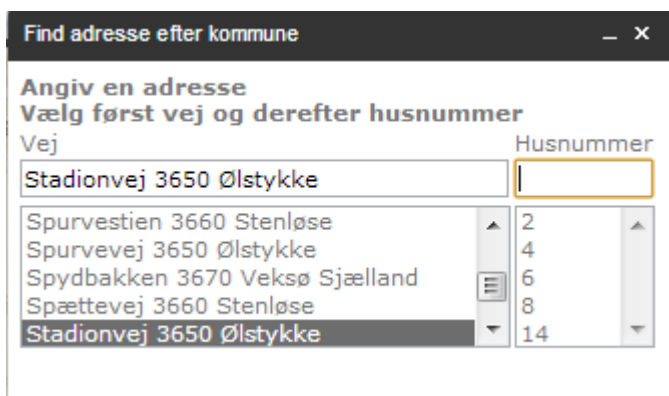 Find adresse efter kommune
Angiv en adresse
Vælg først vej og derefter husnummer
Vej Husnummer
Stadionvej 3650 Ølstykke
Spurvestien 3660 Stenløse 2
Spurvevej 3650 Ølstykke 4
Spydbakken 3670 Veksø Sjælland 6
Spættevej 3660 Stenløse 8
Stadionvej 3650 Ølstykke 14